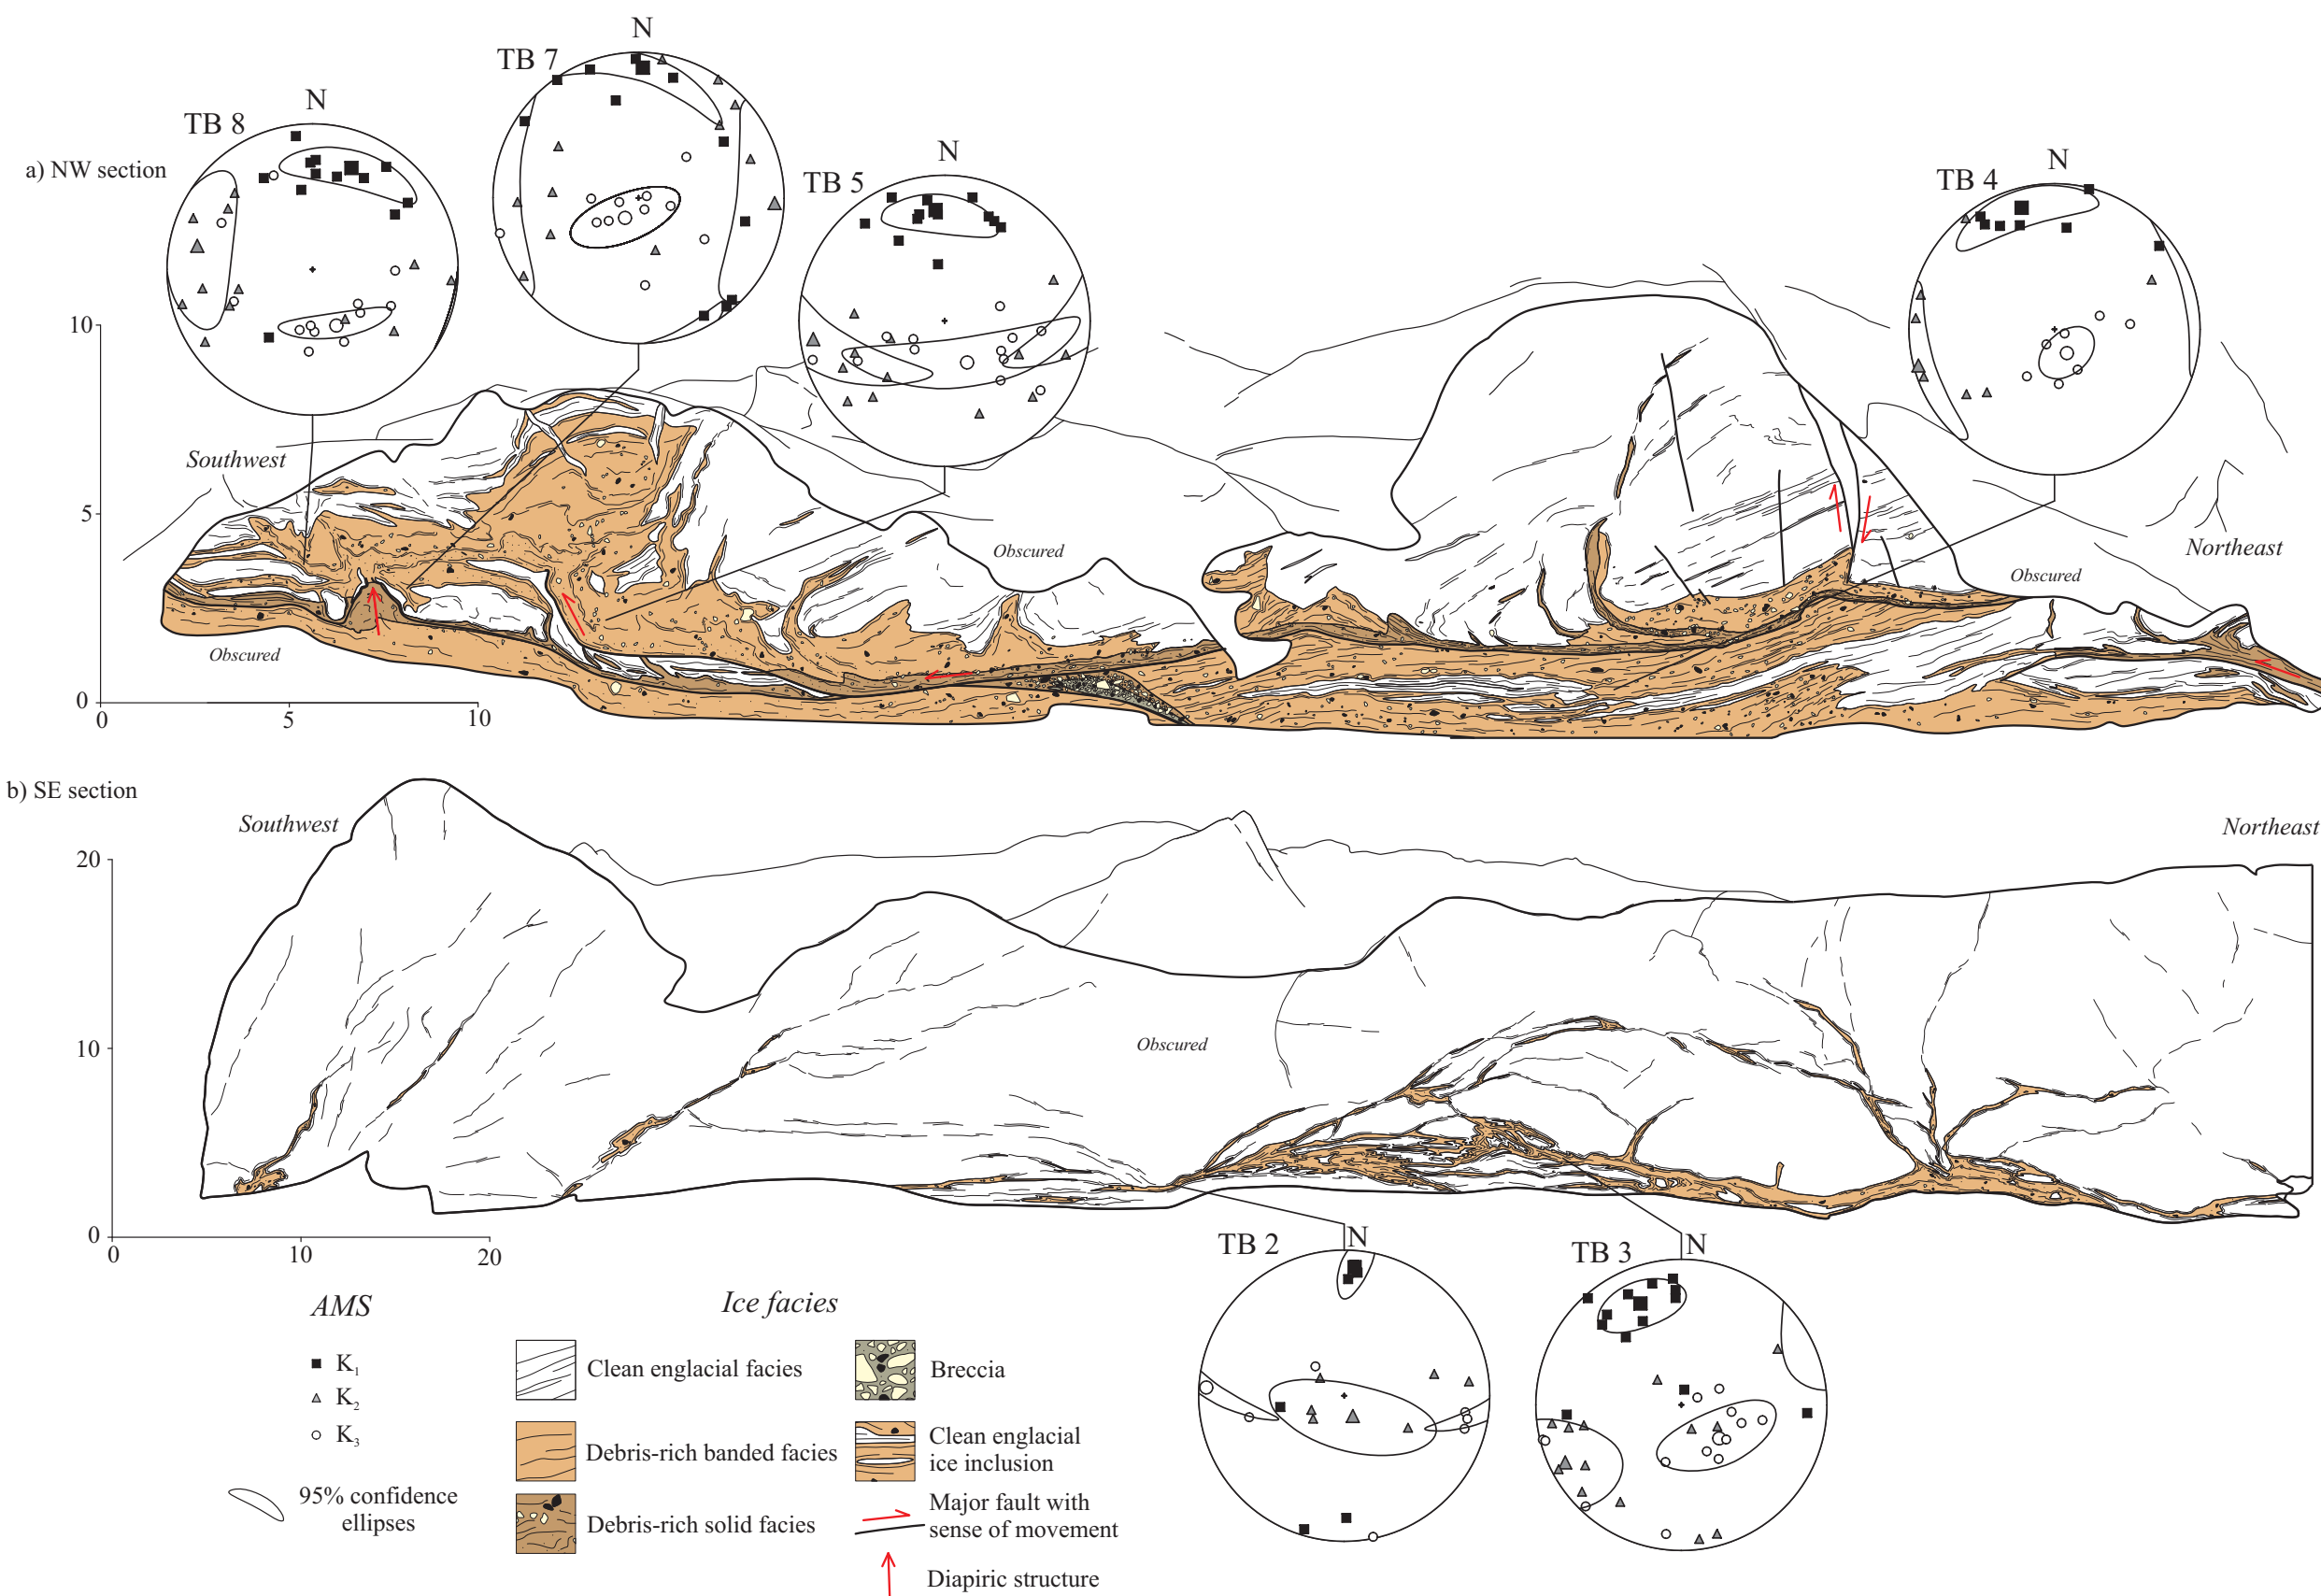 a) NW section
TB 8
N
TB 7
N
TB 5
N
TB 4
N
10
5
0
0
5
10
Southwest
Northeast
Obscured
Obscured
Obscured
b) SE section
Southwest
Northeast
20
10
0
0
10
20
Obscured
TB 2
N
TB 3
N
AMS
K1
K2
K3
95% confidence
ellipses
Ice facies
Clean englacial facies
Debris-rich banded facies
Debris-rich solid facies
Breccia
Clean englacial
ice inclusion
Major fault with
sense of movement
Diapiric structure